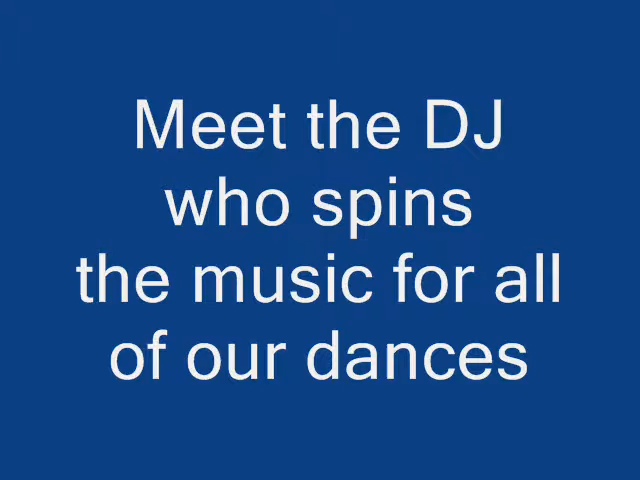 Meet the DJ
who spins
the music for all
of our dances